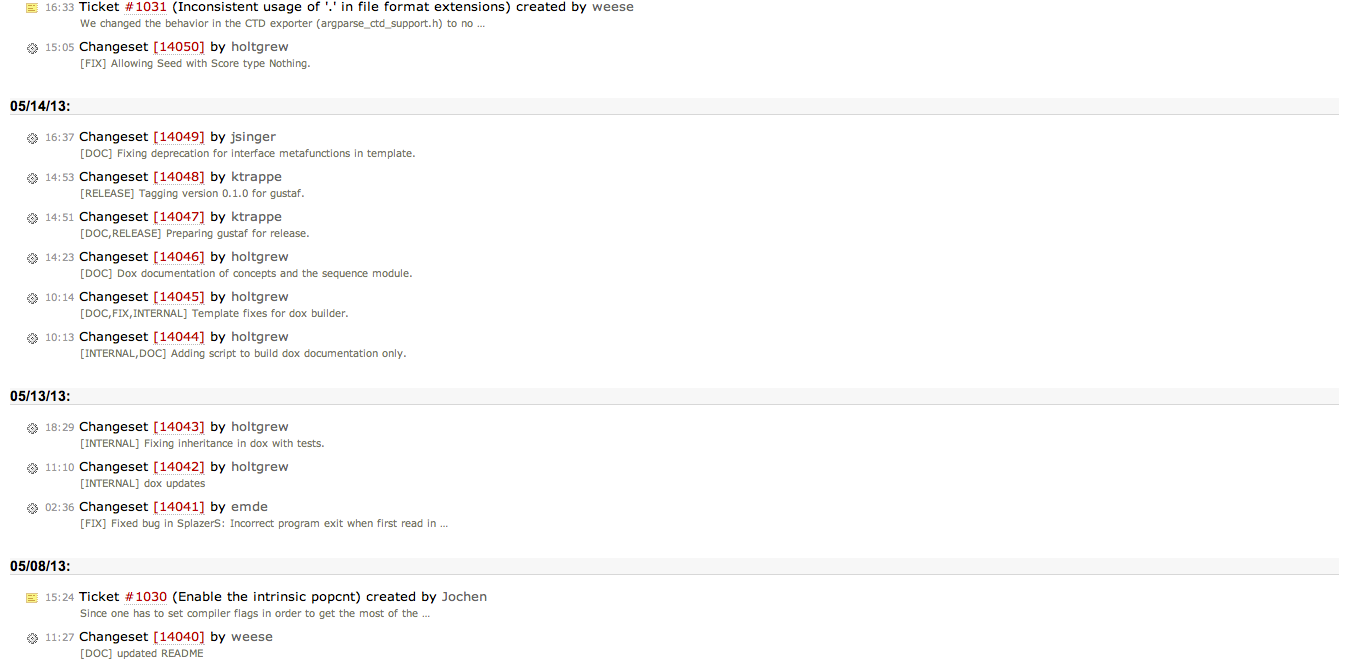 16:33 Ticket #1031 (Inconsistent usage of '.' in file format extensions) created by weese
We changed the behavior in the CTD exporter (argparse_ctd_support.h) to no …
15:05 Changeset [14050] by holtgrew
[FIX] Allowing Seed with Score type Nothing.
05/14/13:
16:37 Changeset [14049] by jsinger
[DOC] Fixing deprecation for interface metafunctions in template.
14:53 Changeset [14048] by ktrappe
[RELEASE] Tagging version 0.1.0 for gustaf.
14:51 Changeset [14047] by ktrappe
[DOC,RELEASE] Preparing gustaf for release.
14:23 Changeset [14046] by holtgrew
[DOC] Dox documentation of concepts and the sequence module.
10:14 Changeset [14045] by holtgrew
[DOC,FIX,INTERNAL] Template fixes for dox builder.
10:13 Changeset [14044] by holtgrew
[INTERNAL,DOC] Adding script to build dox documentation only.
05/13/13:
18:29 Changeset [14043] by holtgrew
[INTERNAL] Fixing inheritance in dox with tests.
11:10 Changeset [14042] by holtgrew
[INTERNAL] dox updates
02:36 Changeset [14041] by emde
[FIX] Fixed bug in SplazerS: Incorrect program exit when first read in …
05/08/13:
15:24 Ticket #1030 (Enable the intrinsic popcnt) created by Jochen
Since one has to set compiler flags in order to get the most of the …
11:27 Changeset [14040] by weese
[DOC] updated README